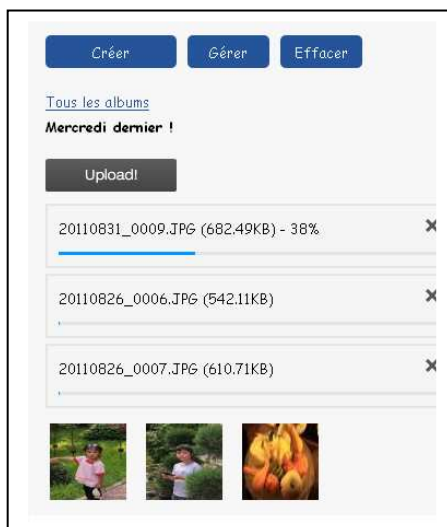 Créer Gérer Effacer
Tous les albums
Mercredi dernier !
Upload!
20110831_0009.JPG (682.49KB) - 38%
20110826_0006.JPG (542.11KB)
20110826_0007.JPG (610.71KB)